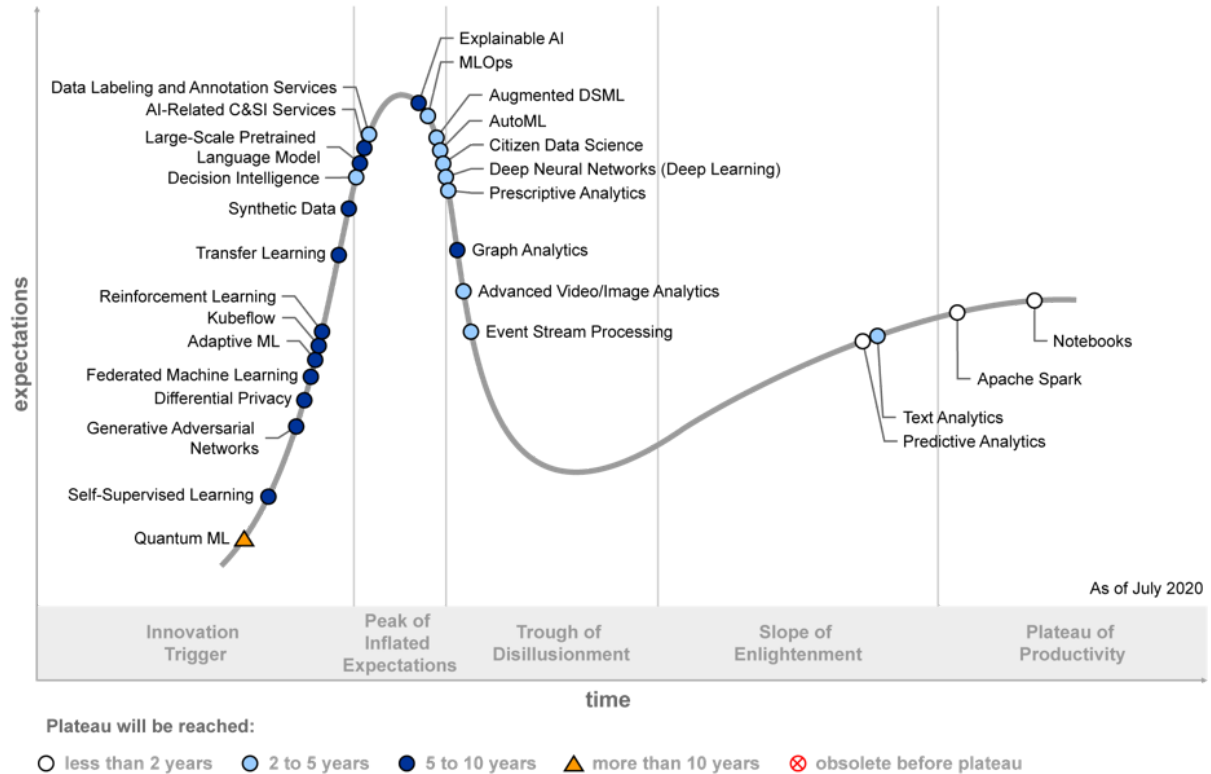 Explainable AI
MLOps
Data Labeling and Annotation Services
AI-Related C&SI Services
Large-Scale Pretrained
Language Model
Decision Intelligence
Synthetic Data
Transfer Learning
Reinforcement Learning
Kubeflow
Adaptive ML
Federated Machine Learning
Differential Privacy
Generative Adversarial
Networks
Self-Supervised Learning
Quantum ML
Augmented DSML
AutoML
Citizen Data Science
Deep Neural Networks (Deep Learning)
Prescriptive Analytics
Graph Analytics
Advanced Video/Image Analytics
Event Stream Processing
Notebooks
Apache Spark
Text Analytics
Predictive Analytics
expectations
As of July 2020
Innovation
Trigger
Peak of
Inflated
Expectations
Trough of
Disillusionment
Slope of
Enlightenment
Plateau of
Productivity
time
Plateau will be reached:
less than 2 years
2 to 5 years
5 to 10 years
more than 10 years
obsolete before plateau